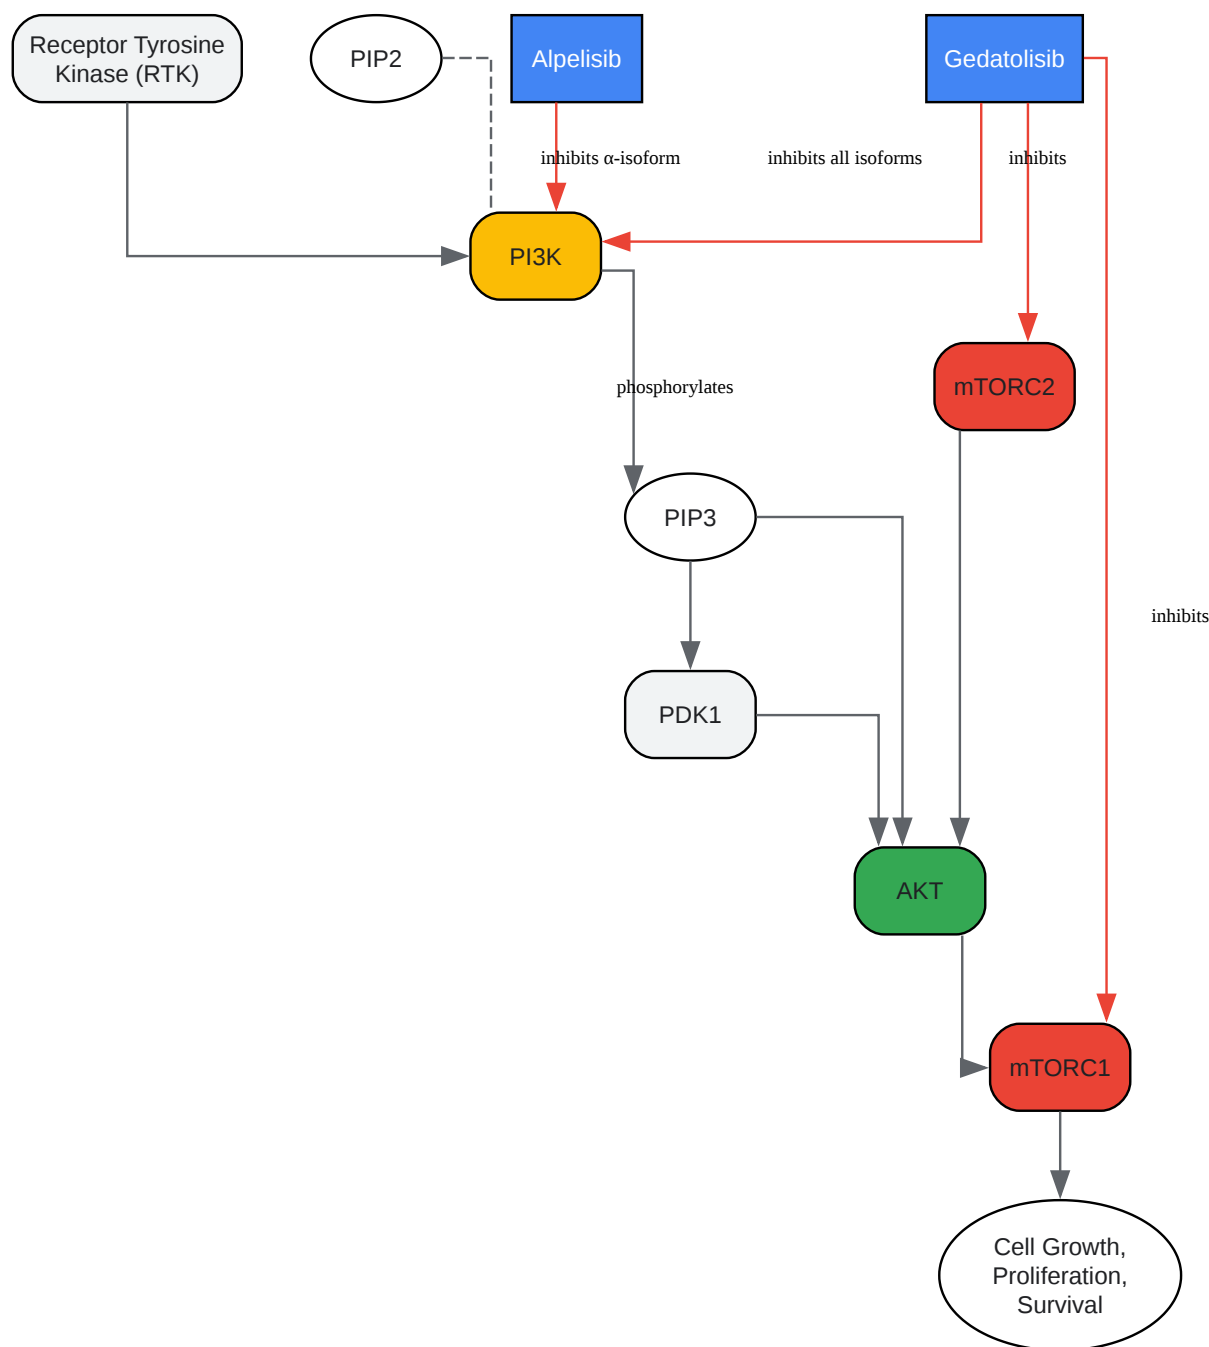 Receptor Tyrosine
Kinase (RTK)
PIP2
Alpelisib
Gedatolisib
inhibits α-isoform
inhibits all isoforms
inhibits
PI3K
mTORC2
phosphorylates
PIP3
inhibits
PDK1
AKT
mTORC1
Cell Growth,
Proliferation,
Survival